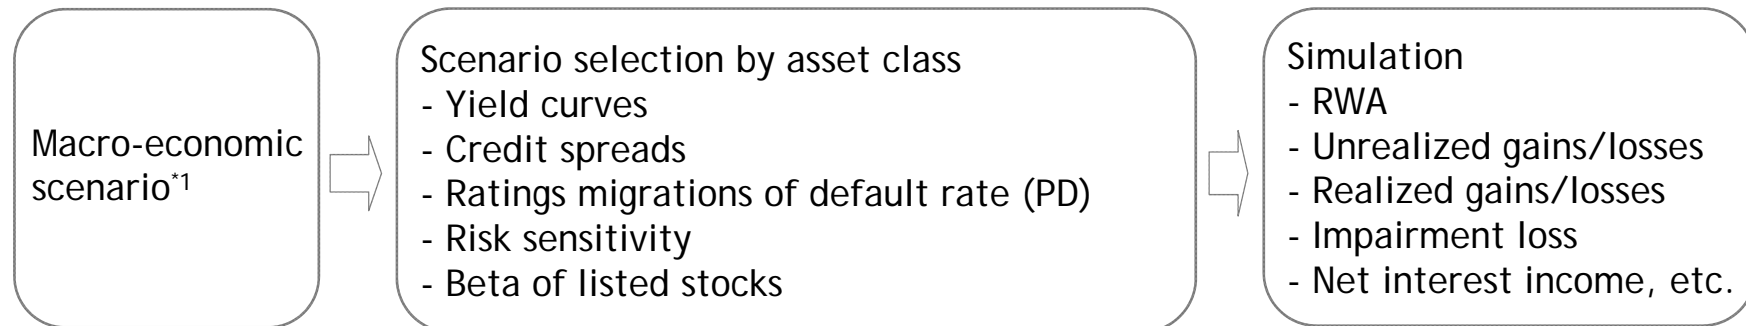 Macro-economic
scenario*1
Scenario selection by asset class
- Yield curves
- Credit spreads
- Ratings migrations of default rate (PD)
- Risk sensitivity
- Beta of listed stocks
Simulation
- RWA
- Unrealized gains/losses
- Realized gains/losses
- Impairment loss
- Net interest income, etc.